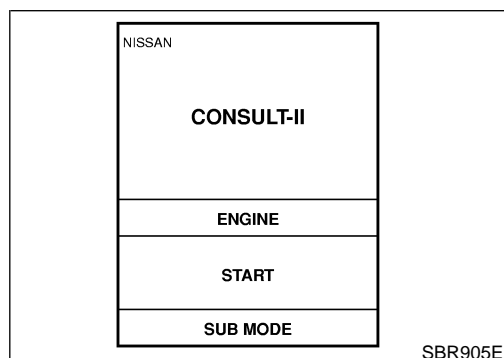 NISSAN
CONSULT-II
ENGINE
START
SUB MODE
SBR905E